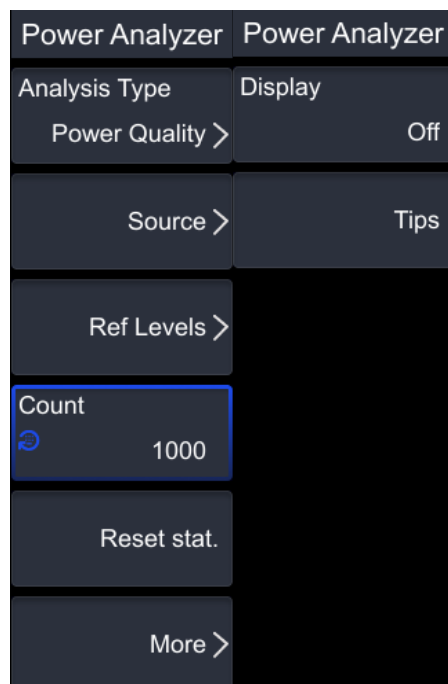 Power Analyzer
Analysis Type
Power Quality
Source
Ref Levels
Count
1000
Reset stat.
More
Power Analyzer
Display
Off
Tips